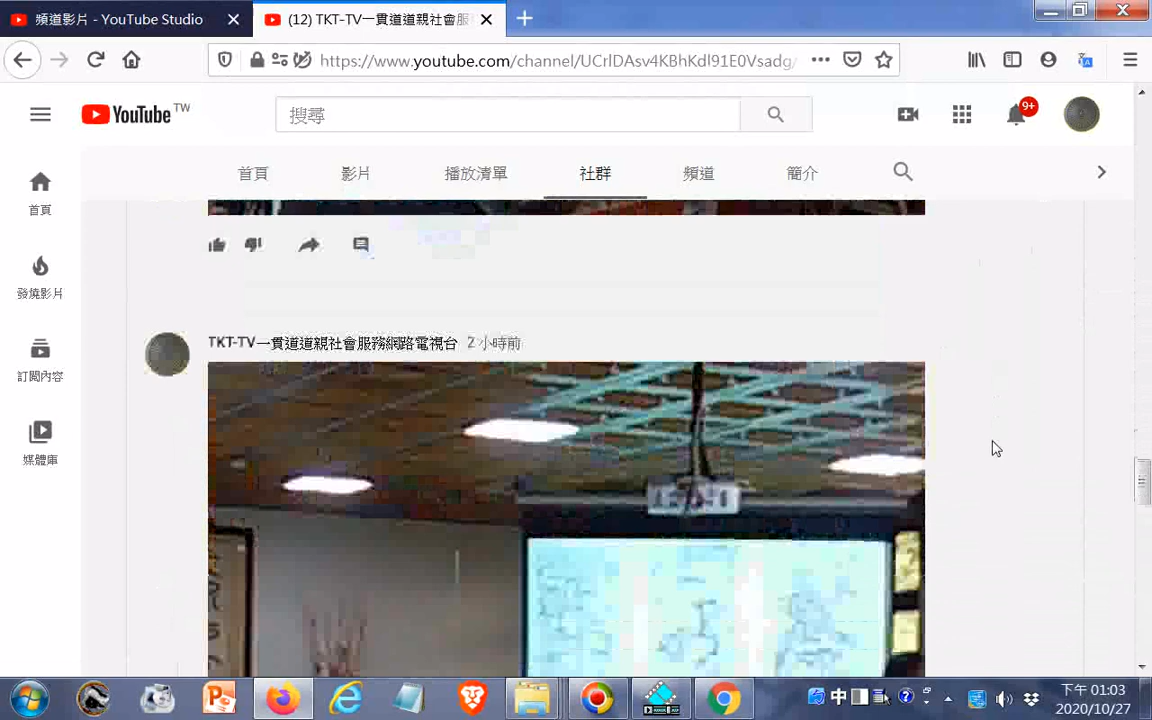 頻道影片 - YouTube Studio
(12) TKT-TV一貫道道親社會服
https://www.youtube.com/channel/UCrlDAsv4KBhKdl91E0Vsadg/
YouTube TW
搜尋
9+
首頁
影片
播放清單
社群
頻道
簡介
首頁
發燒影片
訂閱內容
媒體庫
TKT-TV一貫道道親社會服務網路電視台 2 小時前
中
下午 01:03
2020/10/27